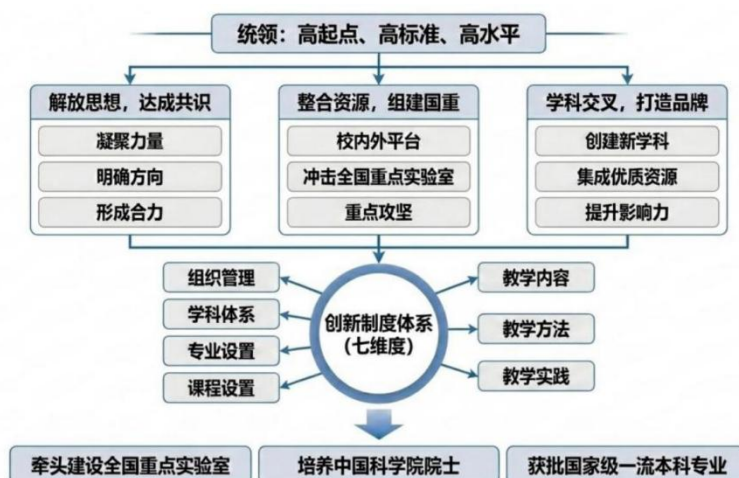 统领：高起点、高标准、高水平
解放思想，达成共识
凝聚力量
明确方向
形成合力
整合资源，组建国重
校内外平台
冲击全国重点实验室
重点攻坚
学科交叉，打造品牌
创建新学科
集成优质资源
提升影响力
组织管理
学科体系
专业设置
课程设置
创新制度体系
（七维度）
教学内容
教学方法
教学实践
牵头建设全国重点实验室
培养中国科学院院士
获批国家级一流本科专业